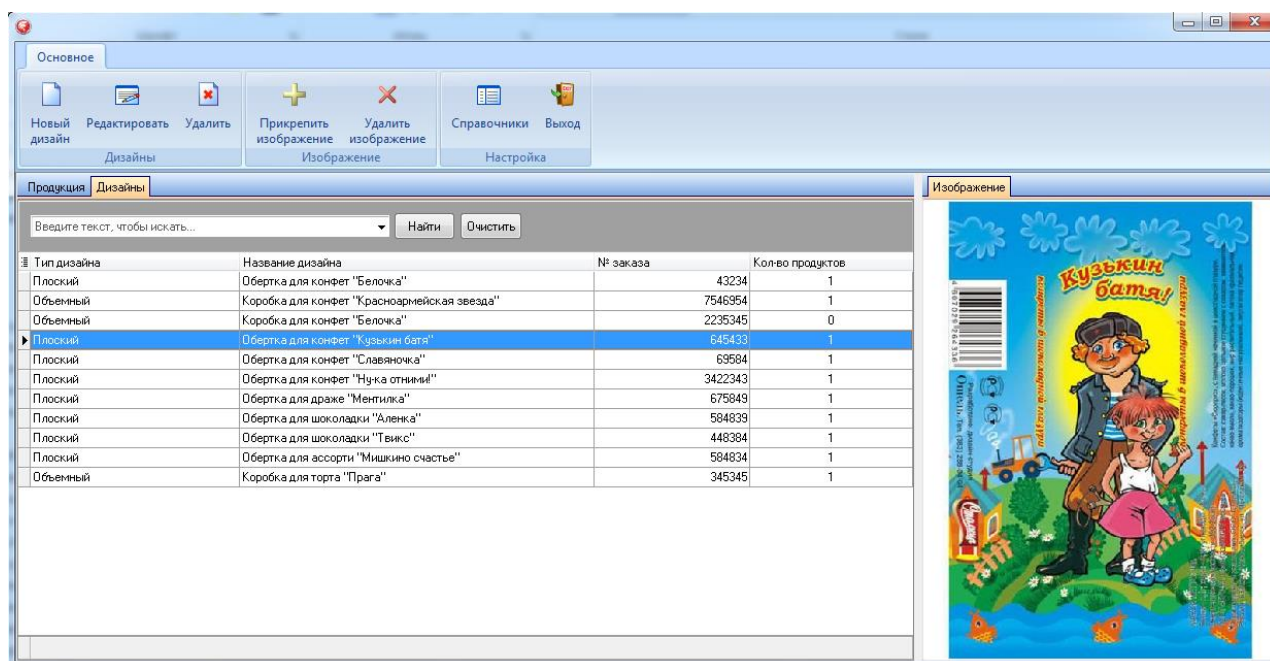 Основное
Новый дизайн
Редактировать
Удалить
Прикрепить изображение
Удалить изображение
Справочники
Выход
Дизайны
Изображение
Настройка
Продукция Дизайны
Изображение
Введите текст, чтобы искать... Найти Очистить
Тип дизайна Название дизайна № заказа Кол-во продуктов
Плоский Обертка для конфет "Белочка" 43234 1
Объемный Коробка для конфет "Красноармейская звезда" 7546954 1
Объемный Коробка для конфет "Белочка" 2235345 0
Плоский Обертка для конфет "Кузькин батя" 645433 1
Плоский Обертка для конфет "Славяночка" 69584 1
Плоский Обертка для конфет "Ну-ка отними!" 3422343 1
Плоский Обертка для драже "Ментилка" 675849 1
Плоский Обертка для шоколадки "Аленка" 584839 1
Плоский Обертка для шоколадки "Твикс" 448384 1
Плоский Обертка для ассорти "Мишкино счастье" 584834 1
Объемный Коробка для торта "Прага" 345345 1
Кузькин
батя!
конфеты в шоколадной глазури
конфеты в шоколадной глазури